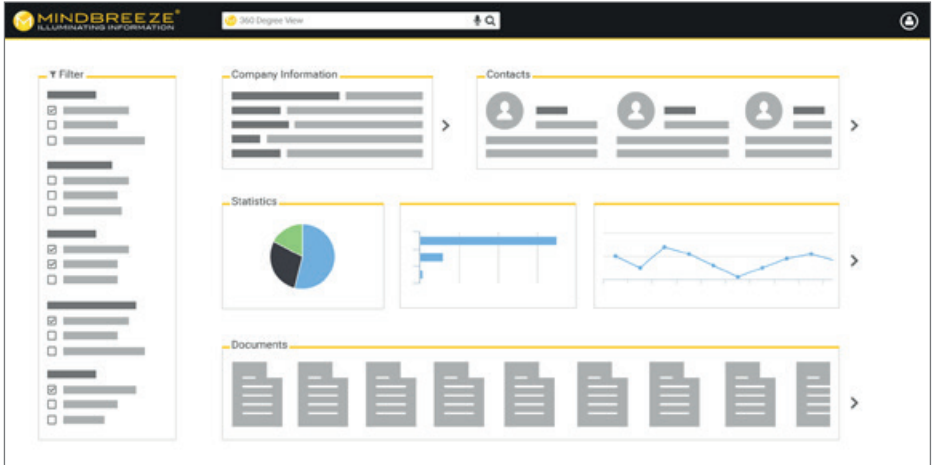 MINDBREEZE®
ILLUMINATING INFORMATION
360 Degree View
Filter
Company Information
Contacts
Statistics
Documents